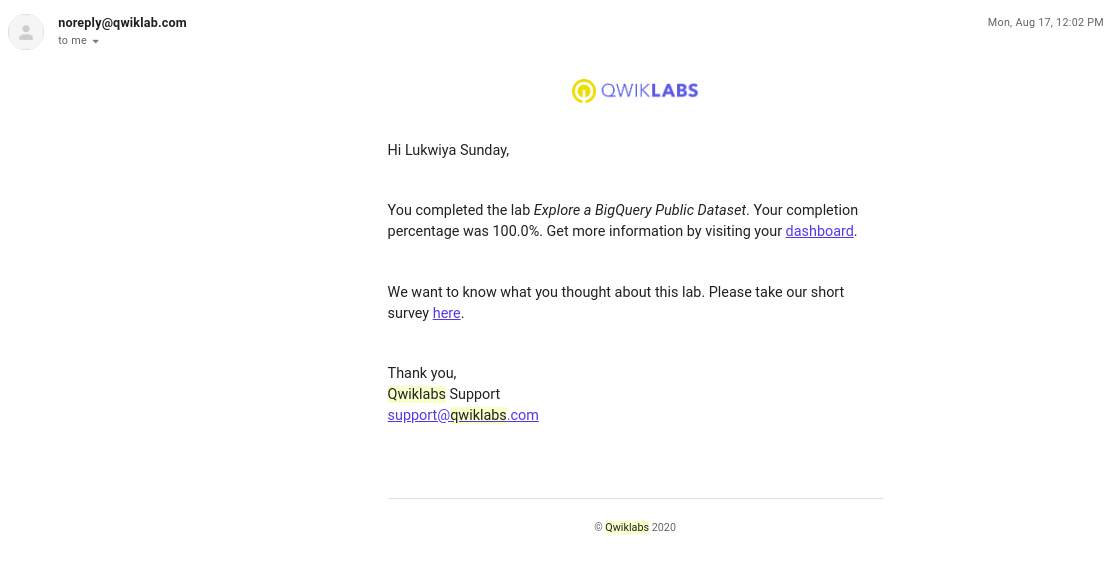 noreply@qwiklab.com
Mon, Aug 17, 12:02 PM
to me
QWIKLABS
Hi Lukwiya Sunday,
You completed the lab Explore a BigQuery Public Dataset. Your completion
percentage was 100.0%. Get more information by visiting your dashboard.
We want to know what you thought about this lab. Please take our short
survey here.
Thank you,
Qwiklabs Support
support@qwiklabs.com
© Qwiklabs 2020